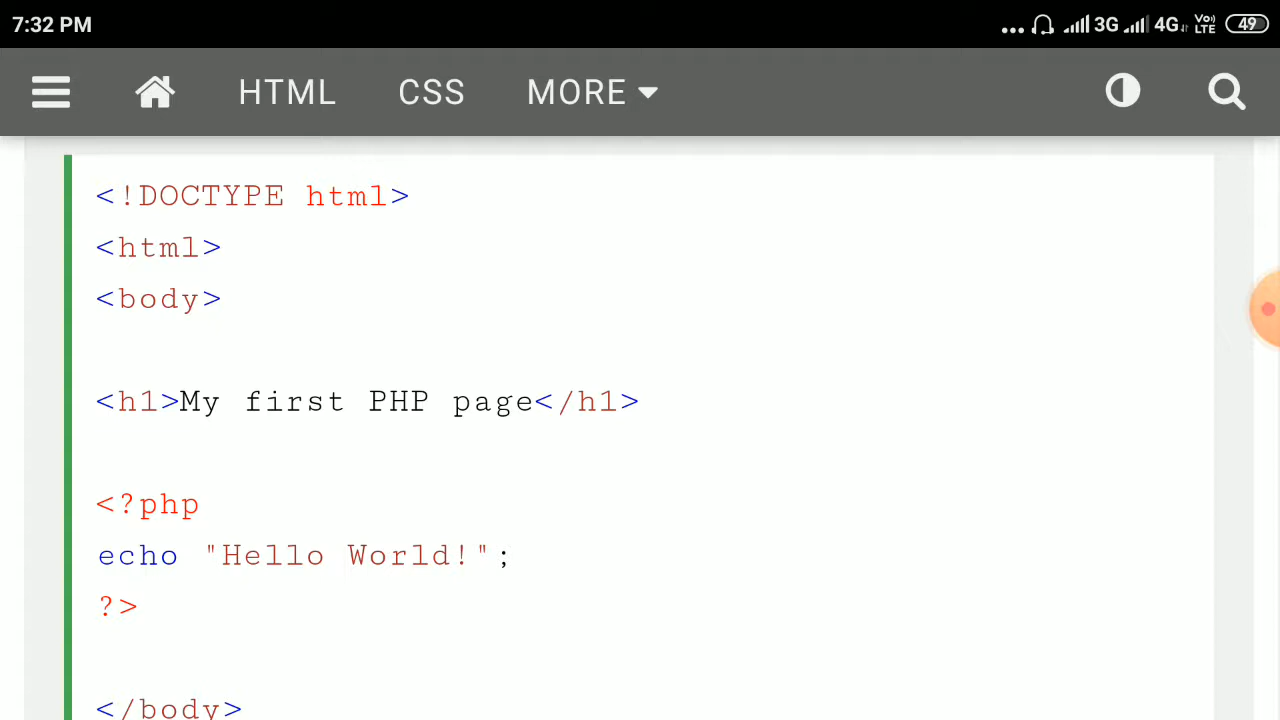 7:32 PM ... 3G 4G Vo) LTE 49
HTML CSS MORE
<!DOCTYPE html>
<html>
<body>
<h1>My first PHP page</h1>
<?php
echo "Hello World!";
?>
</body>